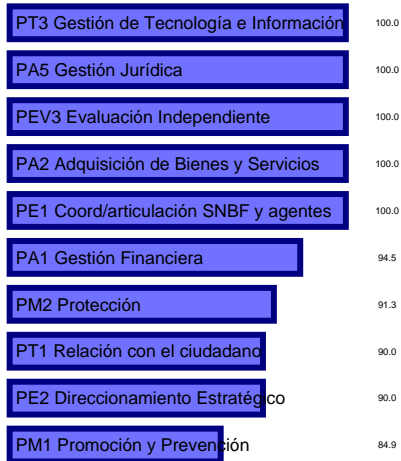 PT3 Gestión de Tecnología e Información 100.0
PA5 Gestión Jurídica 100.0
PEV3 Evaluación Independiente 100.0
PA2 Adquisición de Bienes y Servicios 100.0
PE1 Coord/articulación SNBF y agentes 100.0
PA1 Gestión Financiera 94.5
PM2 Protección 91.3
PT1 Relación con el ciudadano 90.0
PE2 Direccionamiento Estratégico 90.0
PM1 Promoción y Prevención 84.9